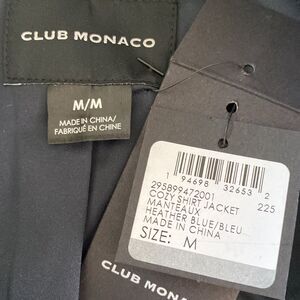 CLUB MONACO
M/M
MADE IN CHINA/
FABRIQUÉ EN CHINE
1 94698 32653 2
295B99472001
COZY SHIRT JACKET 225
MANTEAUX
HEATHER BLUE/BLEU
MADE IN CHINA
SIZE: M
CLUB MONACO